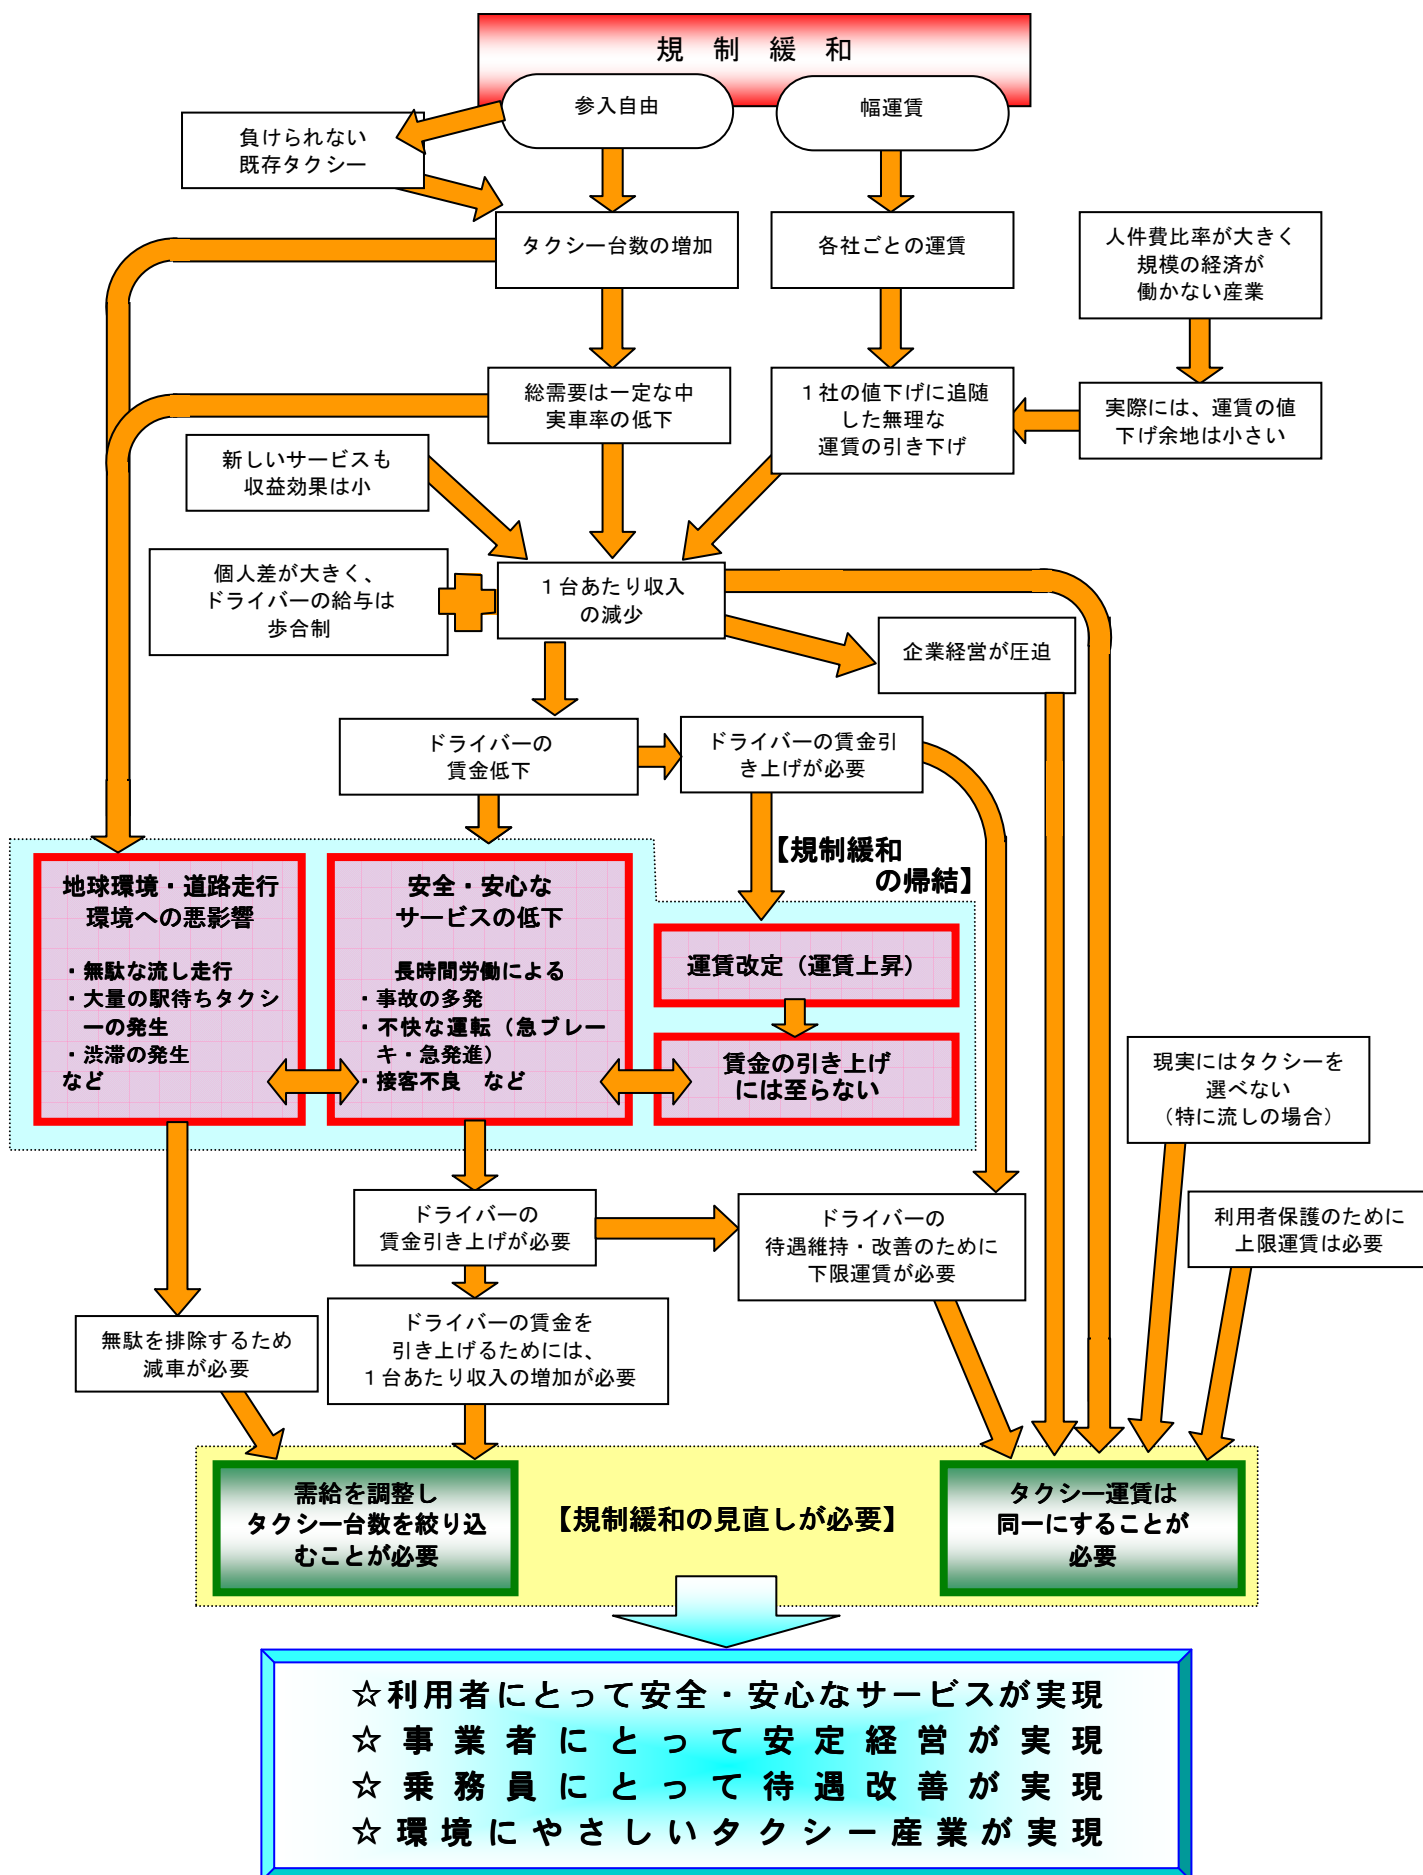 規　制　緩　和
参入自由
幅運賃
負けられない
既存タクシー
タクシー台数の増加
各社ごとの運賃
人件費比率が大きく
規模の経済が
働かない産業
総需要は一定な中
実車率の低下
１社の値下げに追随
した無理な
運賃の引き下げ
実際には、運賃の値
下げ余地は小さい
新しいサービスも
収益効果は小
個人差が大きく、
ドライバーの給与は
歩合制
１台あたり収入
の減少
企業経営が圧迫
ドライバーの
賃金低下
ドライバーの賃金引
き上げが必要
【規制緩和
の帰結】
地球環境・道路走行
環境への悪影響
・無駄な流し走行
・大量の駅待ちタクシ
ーの発生
・渋滞の発生
など
安全・安心な
サービスの低下
長時間労働による
・事故の多発
・不快な運転（急ブレー
キ・急発進）
・接客不良　など
運賃改定（運賃上昇）
賃金の引き上げ
には至らない
現実にはタクシーを
選べない
（特に流しの場合）
ドライバーの
賃金引き上げが必要
ドライバーの
待遇維持・改善のために
下限運賃が必要
利用者保護のために
上限運賃は必要
無駄を排除するため
減車が必要
ドライバーの賃金を
引き上げるためには、
１台あたり収入の増加が必要
需給を調整し
タクシー台数を絞り込
むことが必要
【規制緩和の見直しが必要】
タクシー運賃は
同一にすることが
必要
☆利用者にとって安全・安心なサービスが実現
☆事業者にとって安定経営が実現
☆乗務員にとって待遇改善が実現
☆環境にやさしいタクシー産業が実現